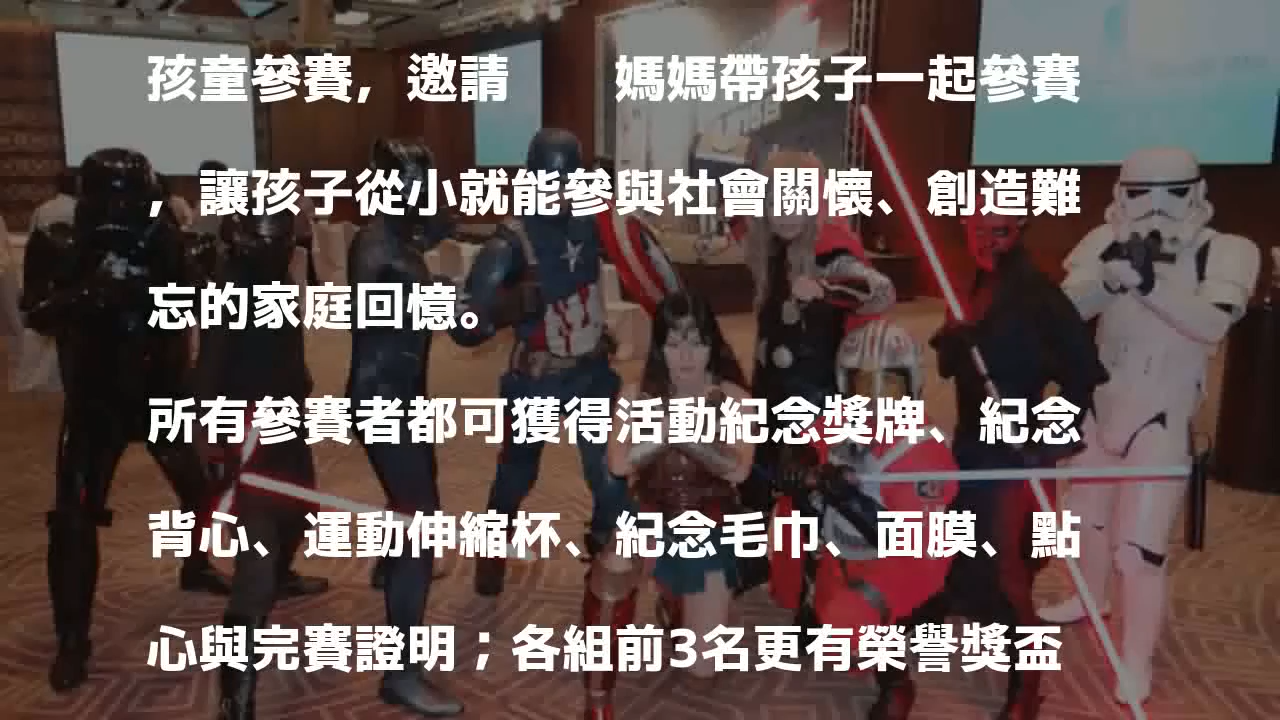 孩童參賽，邀請　　媽媽帶孩子一起參賽
，讓孩子從小就能參與社會關懷、創造難
忘的家庭回憶。
所有參賽者都可獲得活動紀念獎牌、紀念
背心、運動伸縮杯、紀念毛巾、面膜、點
心與完賽證明；各組前3名更有榮譽獎盃